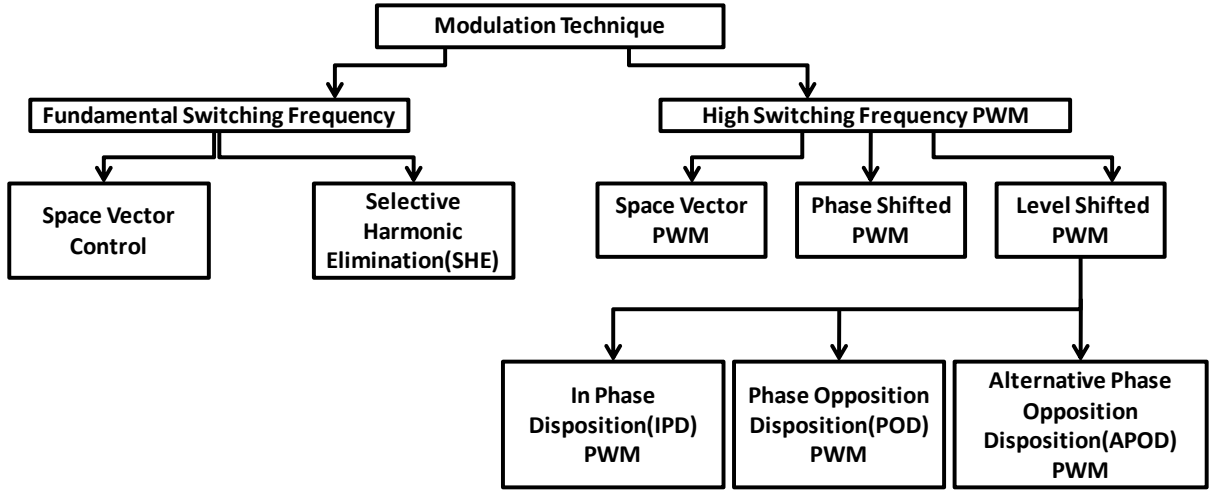 Modulation Technique
Fundamental Switching Frequency
High Switching Frequency PWM
Space Vector
Control
Selective
Harmonic
Elimination(SHE)
Space Vector
PWM
Phase Shifted
PWM
Level Shifted
PWM
In Phase
Disposition(IPD)
PWM
Phase Opposition
Disposition(POD)
PWM
Alternative Phase
Opposition
Disposition(APOD)
PWM